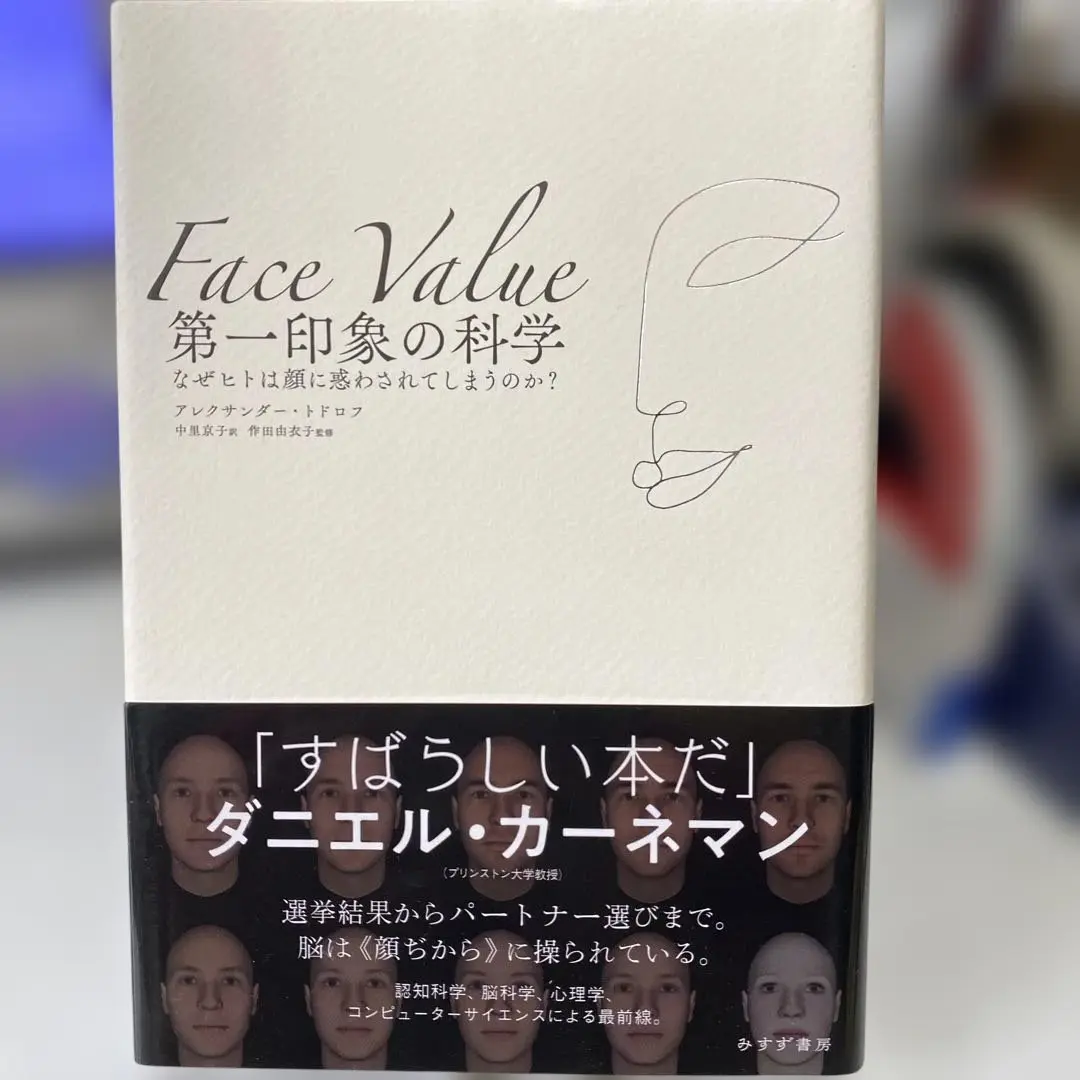 Face Value
第一印象の科学
なぜヒトは顔に惑わされてしまうのか?
アレクサンダー・トドロフ
中里京子訳 作田由衣子監修
「すばらしい本だ」
ダニエル・カーネマン
(プリンストン大学教授)
選挙結果からパートナー選びまで。
脳は《顔ぢから》に操られている。
認知科学、脳科学、心理学、
コンピューターサイエンスによる最前線。
みすず書房